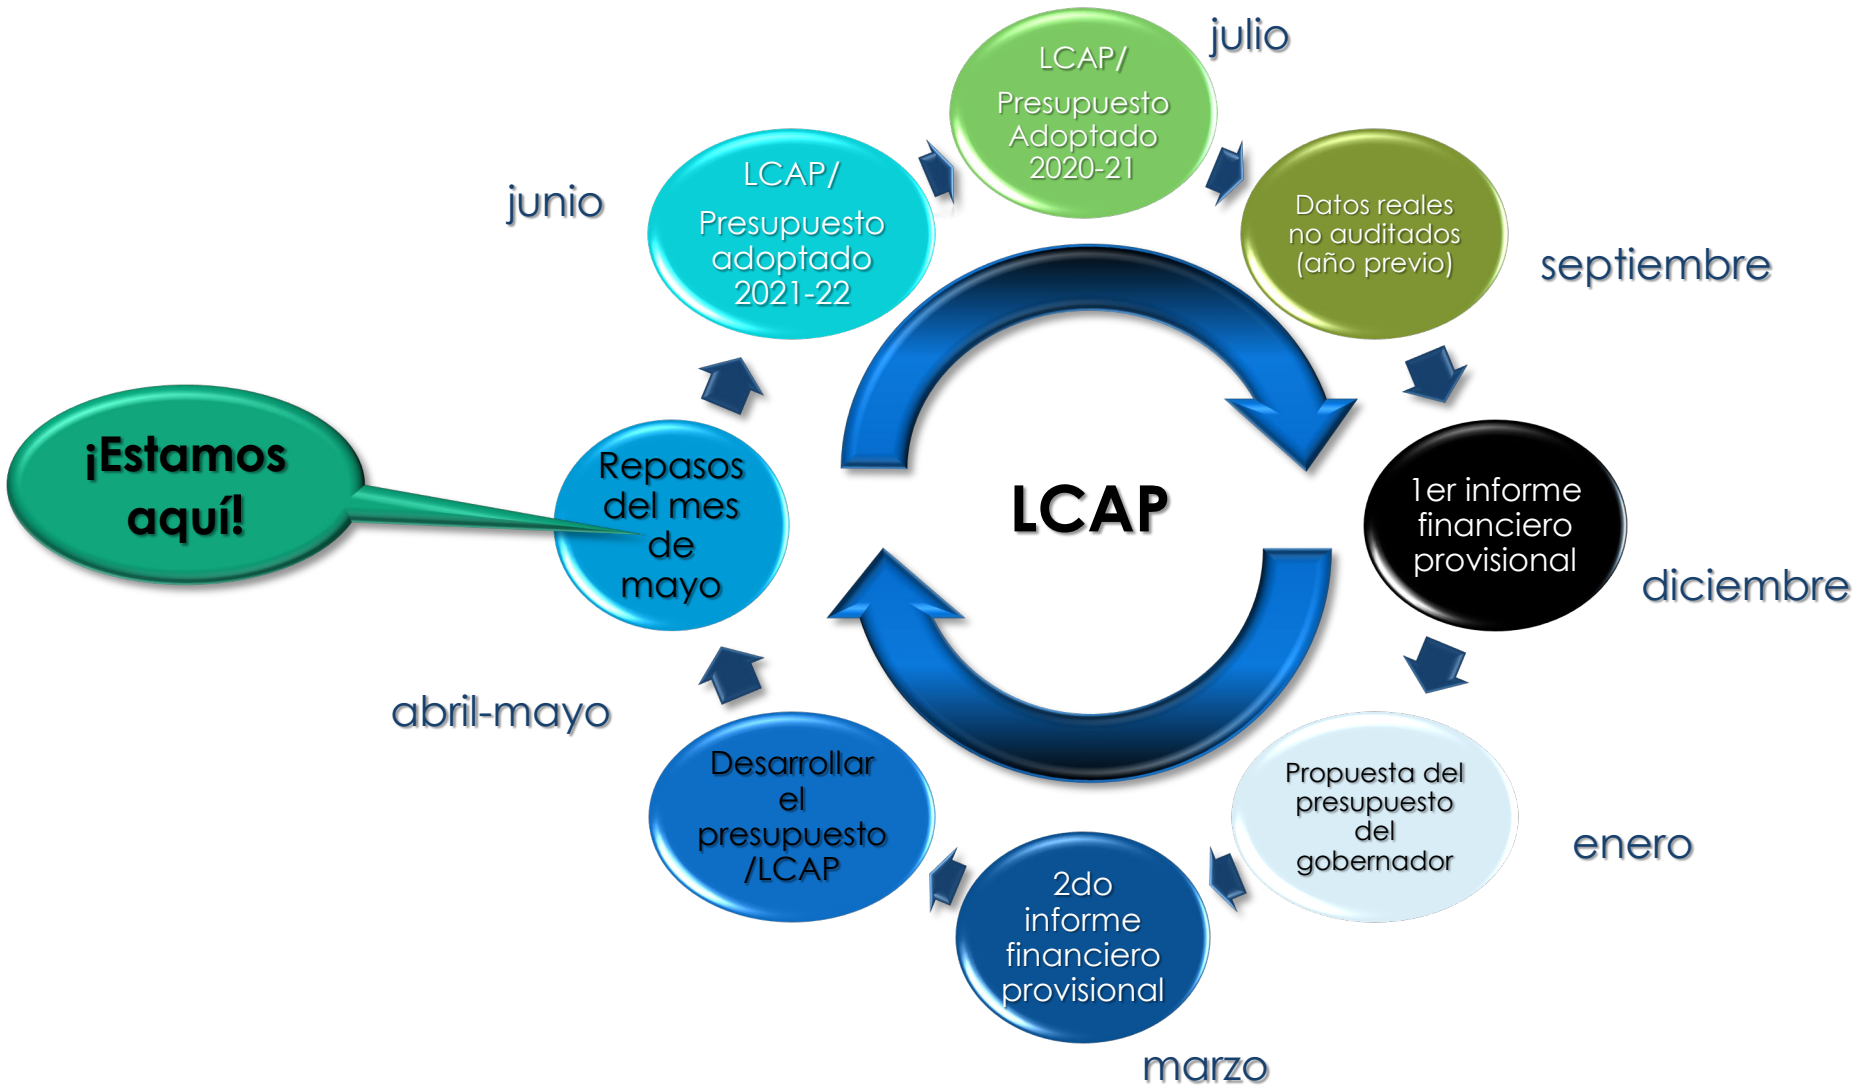 julio
LCAP/
Presupuesto
Adoptado
2020-21
Datos reales
no auditados
(año previo)
septiembre
1er informe
financiero
provisional
diciembre
Propuesta del
presupuesto
del
gobernador
enero
2do
informe
financiero
provisional
marzo
Desarrollar
el
presupuesto
/LCAP
abril-mayo
Repasos
del mes
de
mayo
¡Estamos
aquí!
LCAP/
Presupuesto
adoptado
2021-22
junio
LCAP